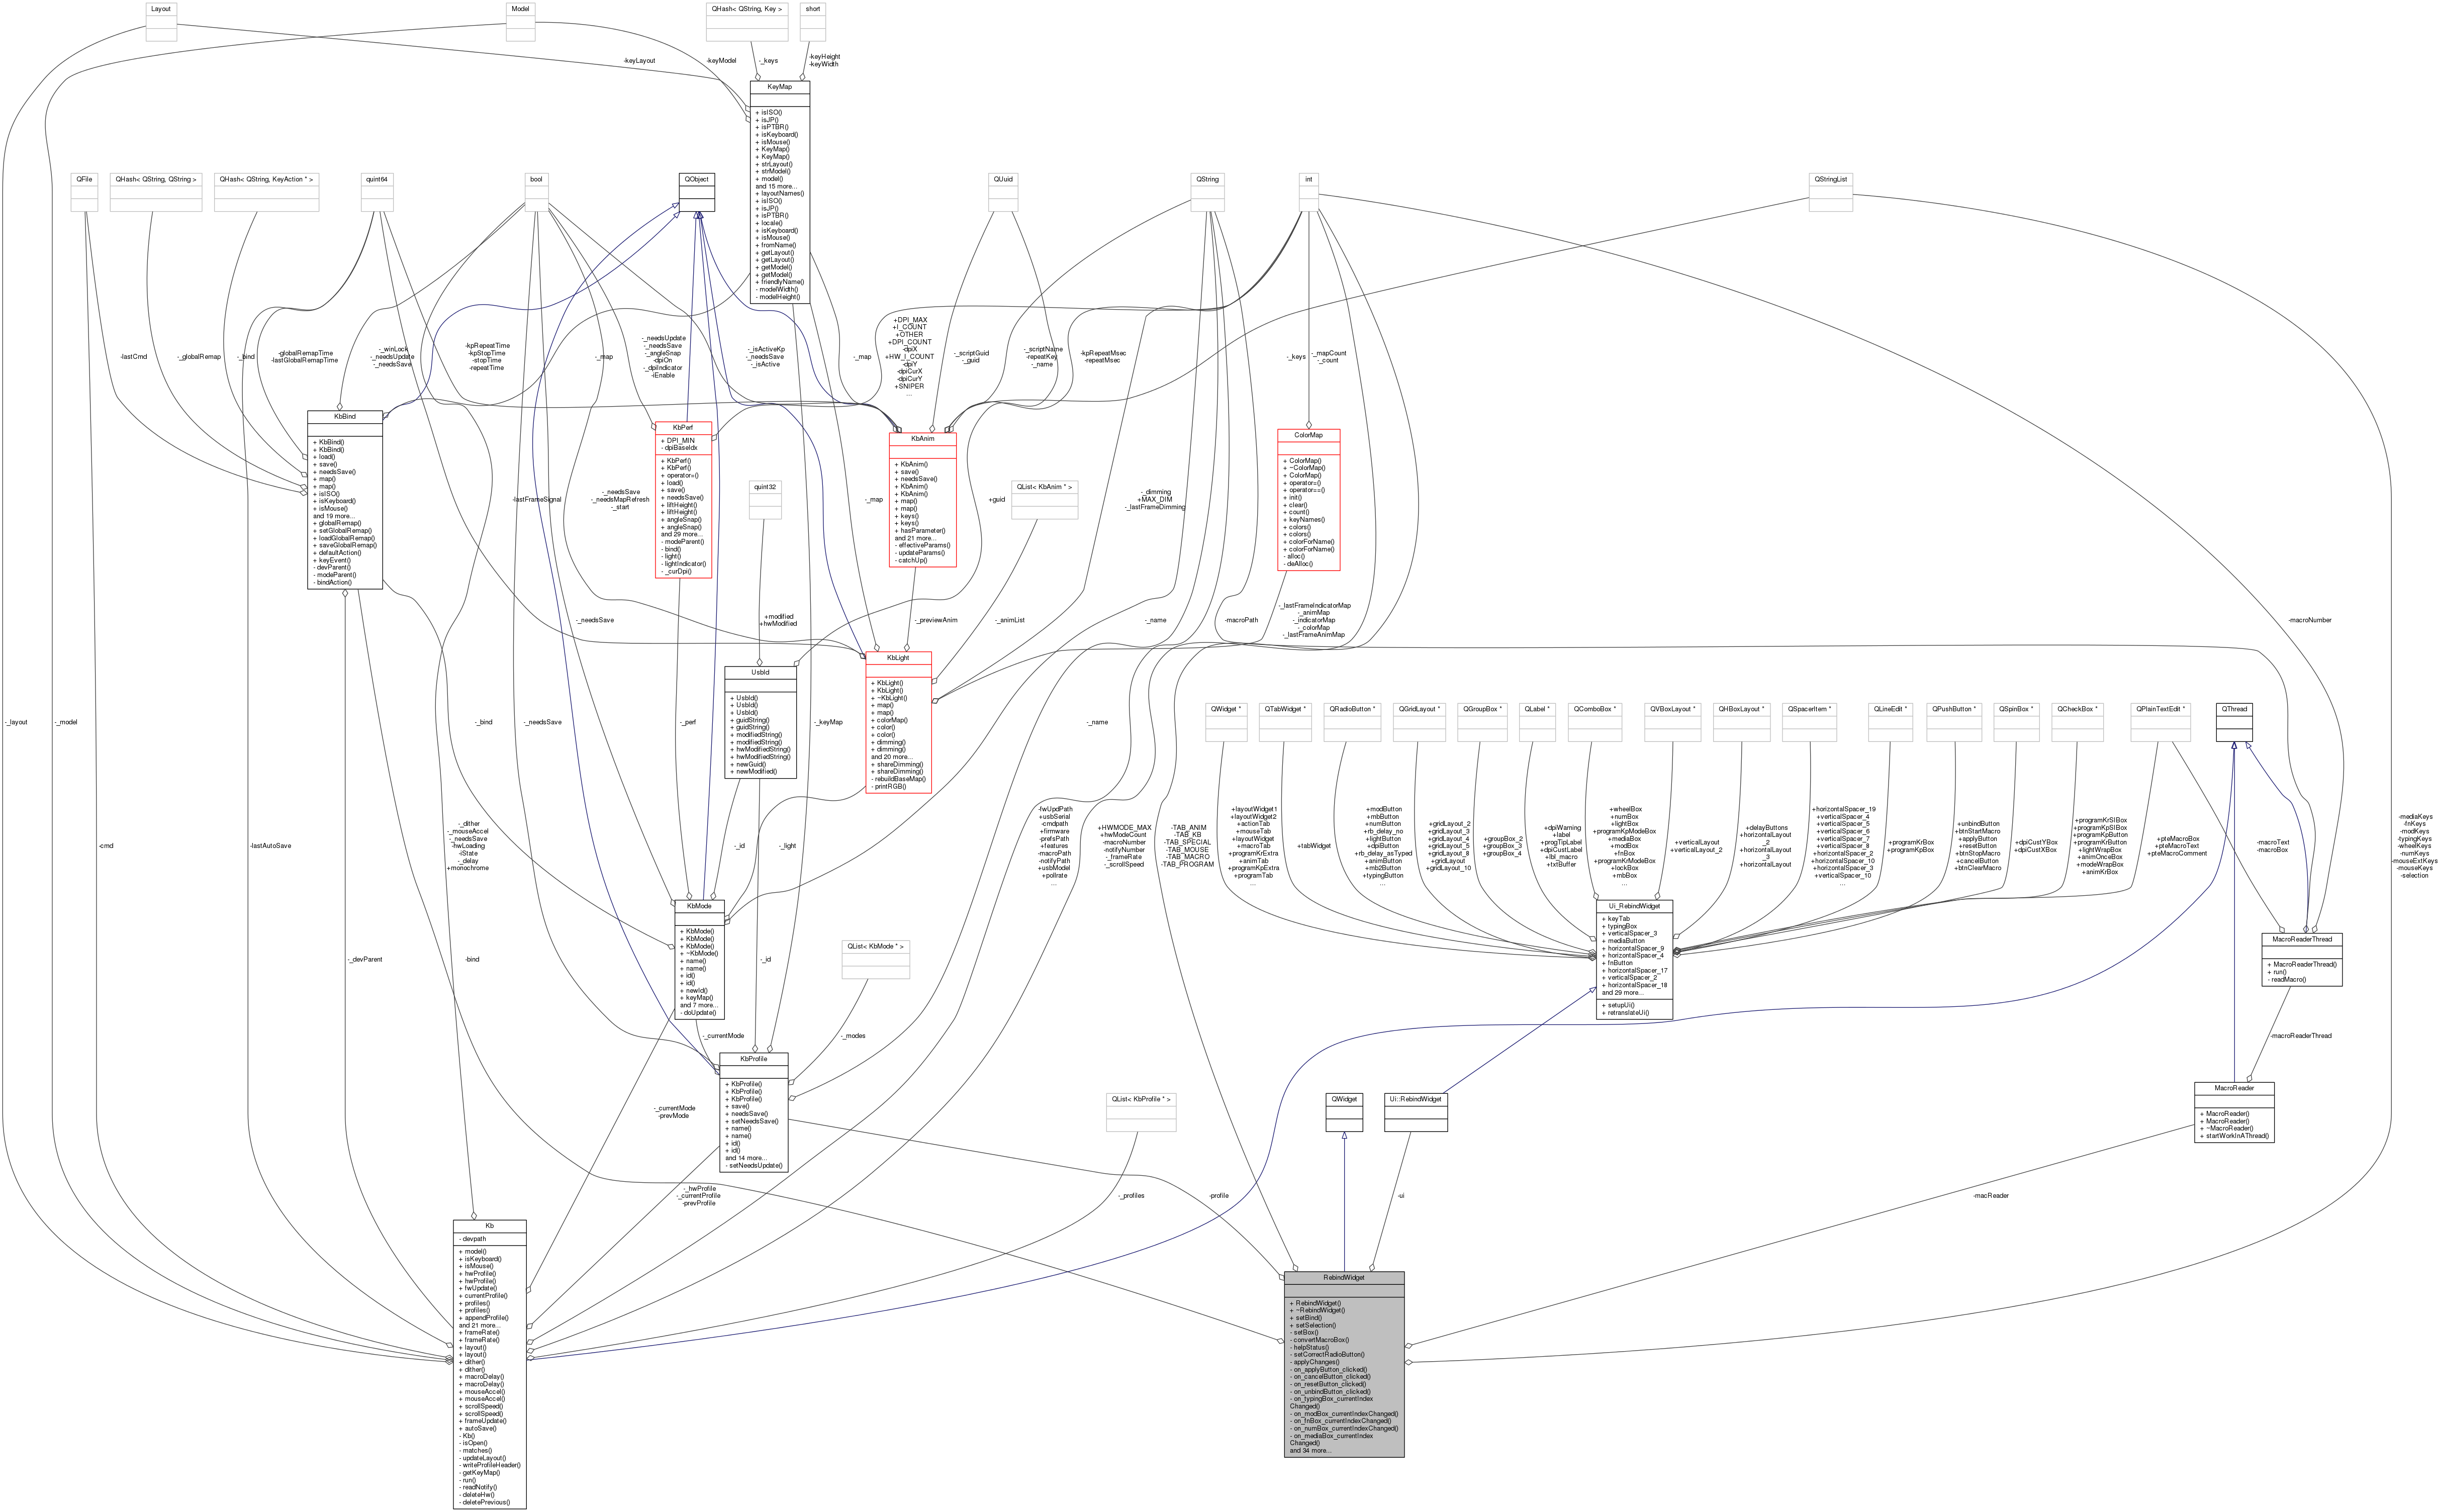 Layout
Model
QHash< QString, Key >
short
-keyLayout
-keyModel
-_keys
-keyHeight
-keyWidth
KeyMap
+ isISO()
+ isJP()
+ isPTBR()
+ isKeyboard()
+ isMouse()
+ KeyMap()
+ KeyMap()
+ strLayout()
+ strModel()
+ model()
and 15 more...
+ layoutNames()
+ isISO()
+ isJP()
+ isPTBR()
+ locale()
+ isKeyboard()
+ isMouse()
+ fromName()
+ getLayout()
+ getLayout()
+ getModel()
+ getModel()
+ friendlyName()
- modelWidth()
- modelHeight()
QFile
QHash< QString, QString >
QHash< QString, KeyAction * >
quint64
bool
QObject
QUuid
QString
int
QStringList
-lastCmd
-_globalRemap
-_bind
-globalRemapTime
-lastGlobalRemapTime
-_winLock
-_needsUpdate
-_needsSave
-kpRepeatTime
-kpStopTime
-stopTime
-repeatTime
-_map
-_needsUpdate
-_needsSave
-_angleSnap
-dpiOn
-_dpiIndicator
-iEnable
-_isActiveKp
-_needsSave
-_isActive
-_map
+DPI_MAX
+I_COUNT
+OTHER
+DPI_COUNT
-dpiX
+HW_I_COUNT
-dpiY
-dpiCurX
-dpiCurY
+SNIPER
...
-_scriptGuid
-_guid
-_scriptName
-repeatKey
-_name
-kpRepeatMsec
-repeatMsec
-_keys
-_mapCount
-_count
KbBind
+ KbBind()
+ KbBind()
+ load()
+ save()
+ needsSave()
+ map()
+ map()
+ isISO()
+ isKeyboard()
+ isMouse()
and 19 more...
+ globalRemap()
+ setGlobalRemap()
+ loadGlobalRemap()
+ saveGlobalRemap()
+ defaultAction()
+ keyEvent()
- devParent()
- modeParent()
- bindAction()
KbPerf
+ DPI_MIN
- dpiBaseIdx
+ KbPerf()
+ KbPerf()
+ operator=()
+ load()
+ save()
+ needsSave()
+ liftHeight()
+ liftHeight()
+ angleSnap()
+ angleSnap()
and 29 more...
- modeParent()
- bind()
- light()
- lightIndicator()
- _curDpi()
KbAnim
+ KbAnim()
+ save()
+ needsSave()
+ KbAnim()
+ KbAnim()
+ map()
+ map()
+ keys()
+ keys()
+ hasParameter()
and 21 more...
- effectiveParams()
- updateParams()
- catchUp()
ColorMap
+ ColorMap()
+ ~ColorMap()
+ ColorMap()
+ operator=()
+ operator==()
+ init()
+ clear()
+ count()
+ keyNames()
+ colors()
+ colors()
+ colorForName()
+ colorForName()
- alloc()
- deAlloc()
-lastFrameSignal
-_needsSave
-_needsMapRefresh
-_start
quint32
-_map
+guid
QList< KbAnim * >
-_dimming
+MAX_DIM
-_lastFrameDimming
-_needsSave
+modified
+hwModified
-_previewAnim
-_animList
-_name
-macroPath
-_lastFrameIndicatorMap
-_animMap
-_indicatorMap
-_colorMap
-_lastFrameAnimMap
-macroNumber
UsbId
+ UsbId()
+ UsbId()
+ UsbId()
+ guidString()
+ guidString()
+ modifiedString()
+ modifiedString()
+ hwModifiedString()
+ hwModifiedString()
+ newGuid()
+ newModified()
KbLight
+ KbLight()
+ KbLight()
+ ~KbLight()
+ map()
+ map()
+ colorMap()
+ color()
+ color()
+ dimming()
+ dimming()
and 20 more...
+ shareDimming()
+ shareDimming()
- rebuildBaseMap()
- printRGB()
-_layout
-_model
-_bind
-_needsSave
-_perf
-_keyMap
-_name
QWidget *
QTabWidget *
QRadioButton *
QGridLayout *
QGroupBox *
QLabel *
QComboBox *
QVBoxLayout *
QHBoxLayout *
QSpacerItem *
QLineEdit *
QPushButton *
QSpinBox *
QCheckBox *
QPlainTextEdit *
QThread
-cmd
-lastAutoSave
-_dither
-_mouseAccel
-_needsSave
-hwLoading
-iState
-_delay
+monochrome
-_id
-_light
-fwUpdPath
+usbSerial
-cmdpath
+firmware
-prefsPath
+features
-macroPath
-notifyPath
+usbModel
+pollrate
...
+HWMODE_MAX
+hwModeCount
-macroNumber
-notifyNumber
-_frameRate
-_scrollSpeed
-TAB_ANIM
-TAB_KB
-TAB_SPECIAL
-TAB_MOUSE
-TAB_MACRO
-TAB_PROGRAM
+layoutWidget1
+layoutWidget2
+actionTab
+mouseTab
+layoutWidget
+macroTab
+programKrExtra
+animTab
+programKpExtra
+programTab
...
+tabWidget
+modButton
+mbButton
+numButton
+rb_delay_no
+lightButton
+dpiButton
+rb_delay_asTyped
+animButton
+mb2Button
+typingButton
...
+gridLayout_2
+gridLayout_3
+gridLayout_4
+gridLayout_5
+gridLayout_8
+gridLayout
+gridLayout_10
+groupBox_2
+groupBox_3
+groupBox_4
+dpiWarning
+label
+progTipLabel
+dpiCustLabel
+lbl_macro
+txtBuffer
+wheelBox
+numBox
+lightBox
+programKpModeBox
+mediaBox
+modBox
+fnBox
+programKrModeBox
+lockBox
+mbBox
...
+verticalLayout
+verticalLayout_2
+delayButtons
+horizontalLayout
_2
+horizontalLayout
_3
+horizontalLayout
+horizontalSpacer_19
+verticalSpacer_4
+verticalSpacer_5
+verticalSpacer_6
+verticalSpacer_7
+verticalSpacer_8
+horizontalSpacer_2
+horizontalSpacer_10
+horizontalSpacer_3
+verticalSpacer_10
...
+programKrBox
+programKpBox
+unbindButton
+btnStartMacro
+applyButton
+resetButton
+btnStopMacro
+cancelButton
+btnClearMacro
+dpiCustYBox
+dpiCustXBox
+programKrSIBox
+programKpSIBox
+programKpButton
+programKrButton
+lightWrapBox
+animOnceBox
+modeWrapBox
+animKrBox
+pteMacroBox
+pteMacroText
+pteMacroComment
-macroText
-macroBox
-mediaKeys
-fnKeys
-modKeys
-typingKeys
-wheelKeys
-numKeys
-mouseExtKeys
-mouseKeys
-selection
KbMode
+ KbMode()
+ KbMode()
+ KbMode()
+ ~KbMode()
+ name()
+ name()
+ id()
+ id()
+ newId()
+ keyMap()
and 7 more...
- doUpdate()
QList< KbMode * >
Ui_RebindWidget
+ keyTab
+ typingBox
+ verticalSpacer_3
+ mediaButton
+ horizontalSpacer_9
+ horizontalSpacer_4
+ fnButton
+ horizontalSpacer_17
+ verticalSpacer_2
+ horizontalSpacer_18
and 29 more...
+ setupUi()
+ retranslateUi()
MacroReaderThread
+ MacroReaderThread()
+ run()
- readMacro()
-_devParent
-bind
-_id
-_currentMode
-_modes
-macroReaderThread
KbProfile
+ KbProfile()
+ KbProfile()
+ KbProfile()
+ save()
+ needsSave()
+ setNeedsSave()
+ name()
+ name()
+ id()
+ id()
and 14 more...
- setNeedsUpdate()
-_currentMode
-prevMode
QList< KbProfile * >
QWidget
Ui::RebindWidget
MacroReader
+ MacroReader()
+ MacroReader()
+ ~MacroReader()
+ startWorkInAThread()
-_hwProfile
-_currentProfile
-prevProfile
-_profiles
-profile
-ui
-macReader
Kb
- devpath
+ model()
+ isKeyboard()
+ isMouse()
+ hwProfile()
+ hwProfile()
+ fwUpdate()
+ currentProfile()
+ profiles()
+ profiles()
+ appendProfile()
and 21 more...
+ frameRate()
+ frameRate()
+ layout()
+ layout()
+ dither()
+ dither()
+ macroDelay()
+ macroDelay()
+ mouseAccel()
+ mouseAccel()
+ scrollSpeed()
+ scrollSpeed()
+ frameUpdate()
+ autoSave()
- Kb()
- isOpen()
- matches()
- updateLayout()
- writeProfileHeader()
- getKeyMap()
- run()
- readNotify()
- deleteHw()
- deletePrevious()
RebindWidget
+ RebindWidget()
+ ~RebindWidget()
+ setBind()
+ setSelection()
- setBox()
- convertMacroBox()
- helpStatus()
- setCorrectRadioButton()
- applyChanges()
- on_applyButton_clicked()
- on_cancelButton_clicked()
- on_resetButton_clicked()
- on_unbindButton_clicked()
- on_typingBox_currentIndex
Changed()
- on_modBox_currentIndexChanged()
- on_fnBox_currentIndexChanged()
- on_numBox_currentIndexChanged()
- on_mediaBox_currentIndex
Changed()
and 34 more...